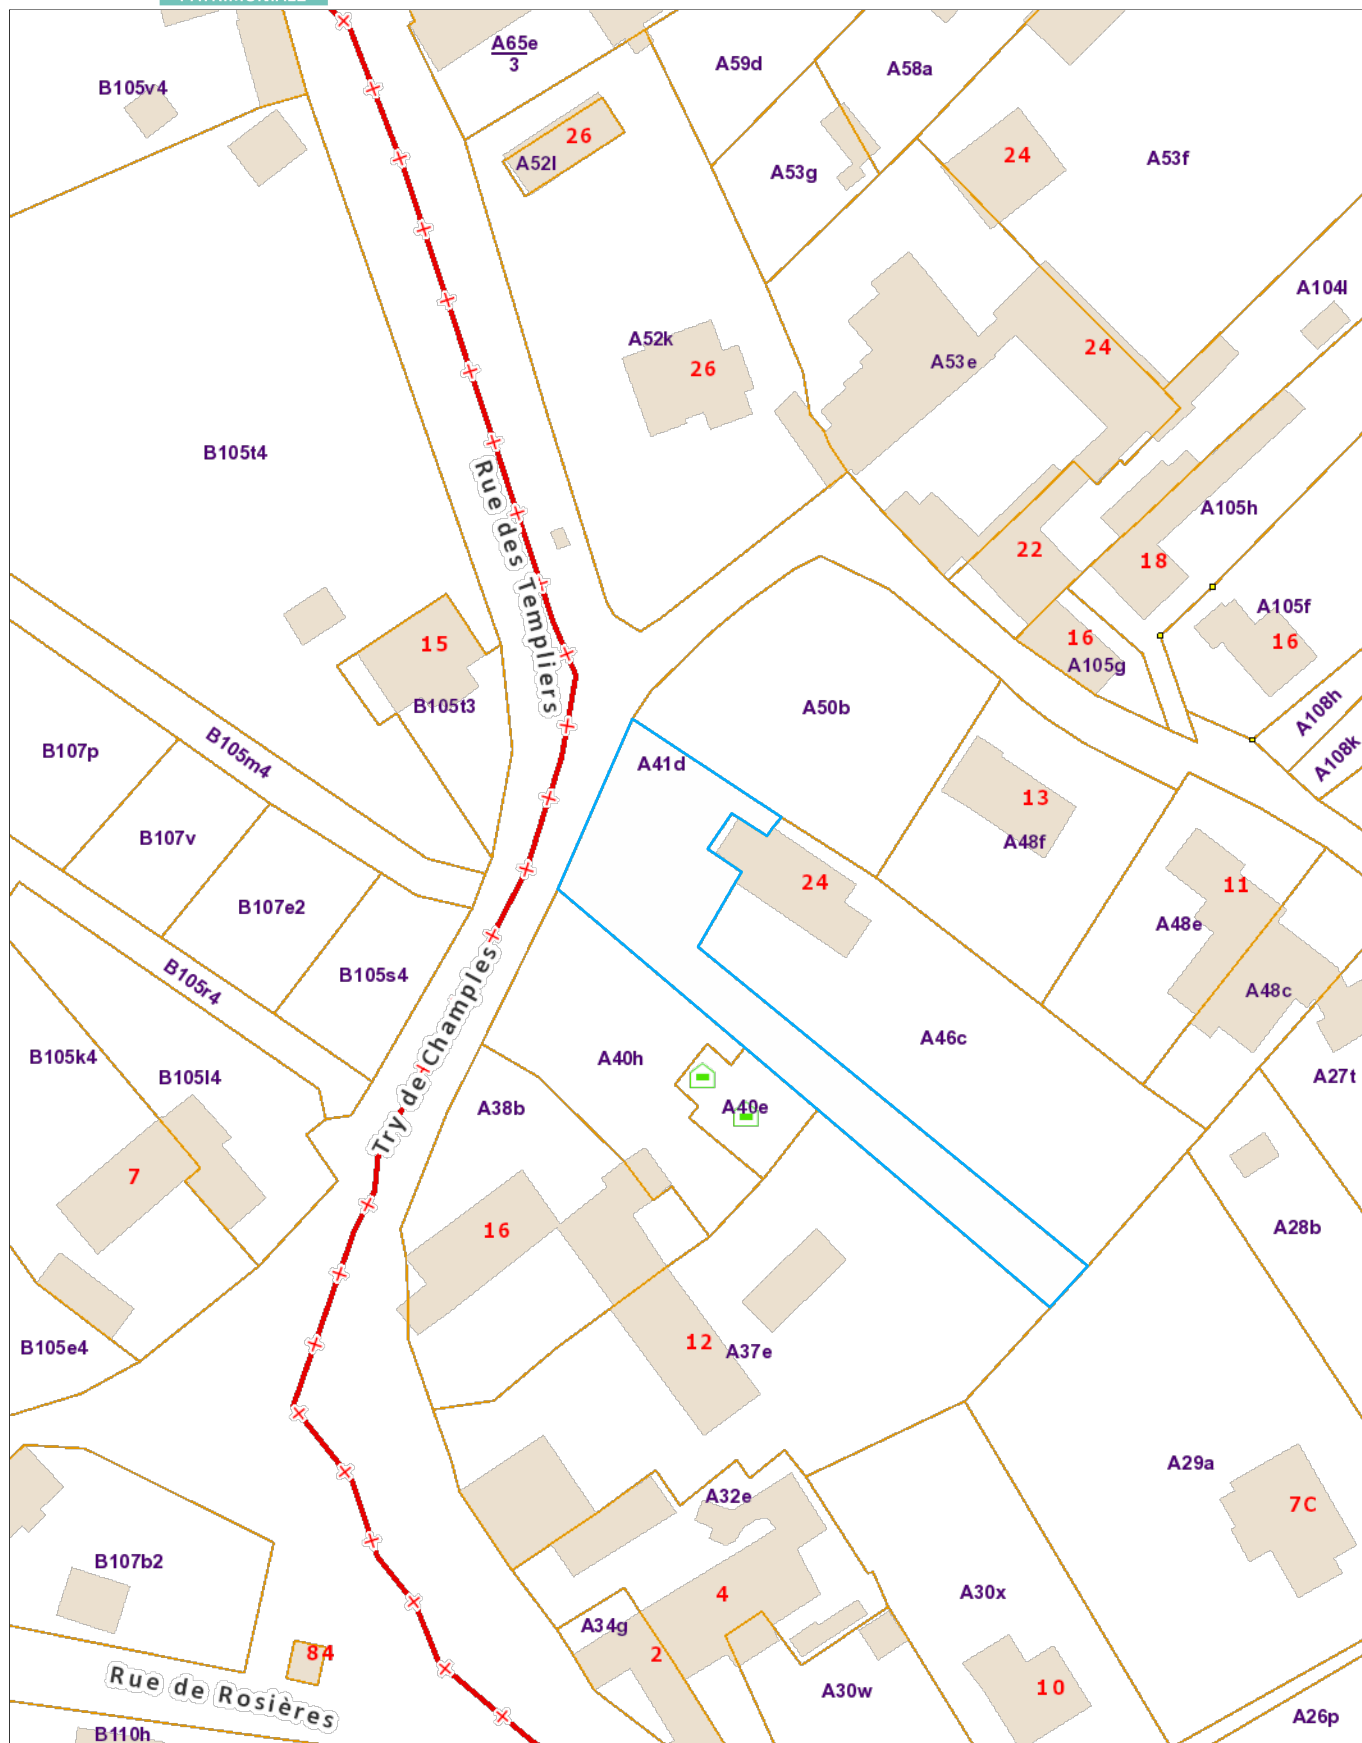 A65e
3
A59d
A58a
B105v4
26
A52l
24
A53f
A53g
A104l
A52k
26
A53e
24
B105t4
A105h
22
18
Rue des Templiers
A105f
15
16
16
A105g
B105t3
A50b
A108h
B107p
B105m4
A41d
A108k
13
B107v
A48f
24
11
B107e2
A48e
B105s4
B105r4
A48c
A46c
Try de Champles
B105k4
A40h
B105l4
A27t
A38b
A40e
7
16
A28b
12
A37e
B105e4
A29a
A32e
7C
B107b2
4
A30x
A34g
84
2
10
Rue de Rosières
A30w
A26p
B110h